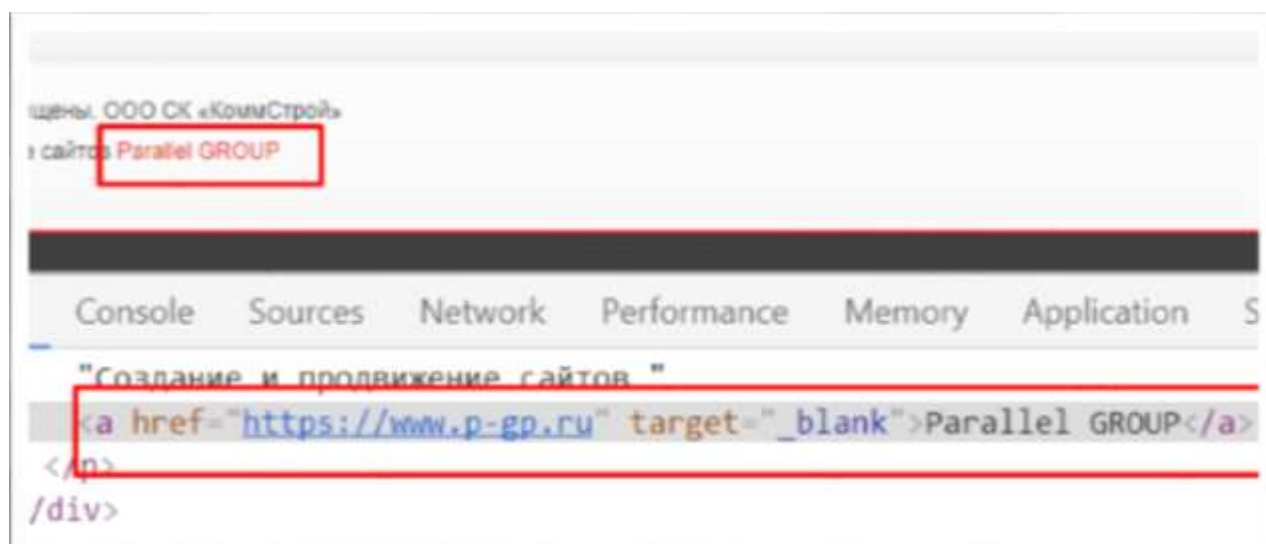 щены. ООО СК «КоммСтрой»
сайтов Parallel GROUP
Console Sources Network Performance Memory Application S
"Создание и продвижение сайтов "
<a href="https://www.p-gp.ru" target="_blank">Parallel GROUP</a>
</p>
/div>